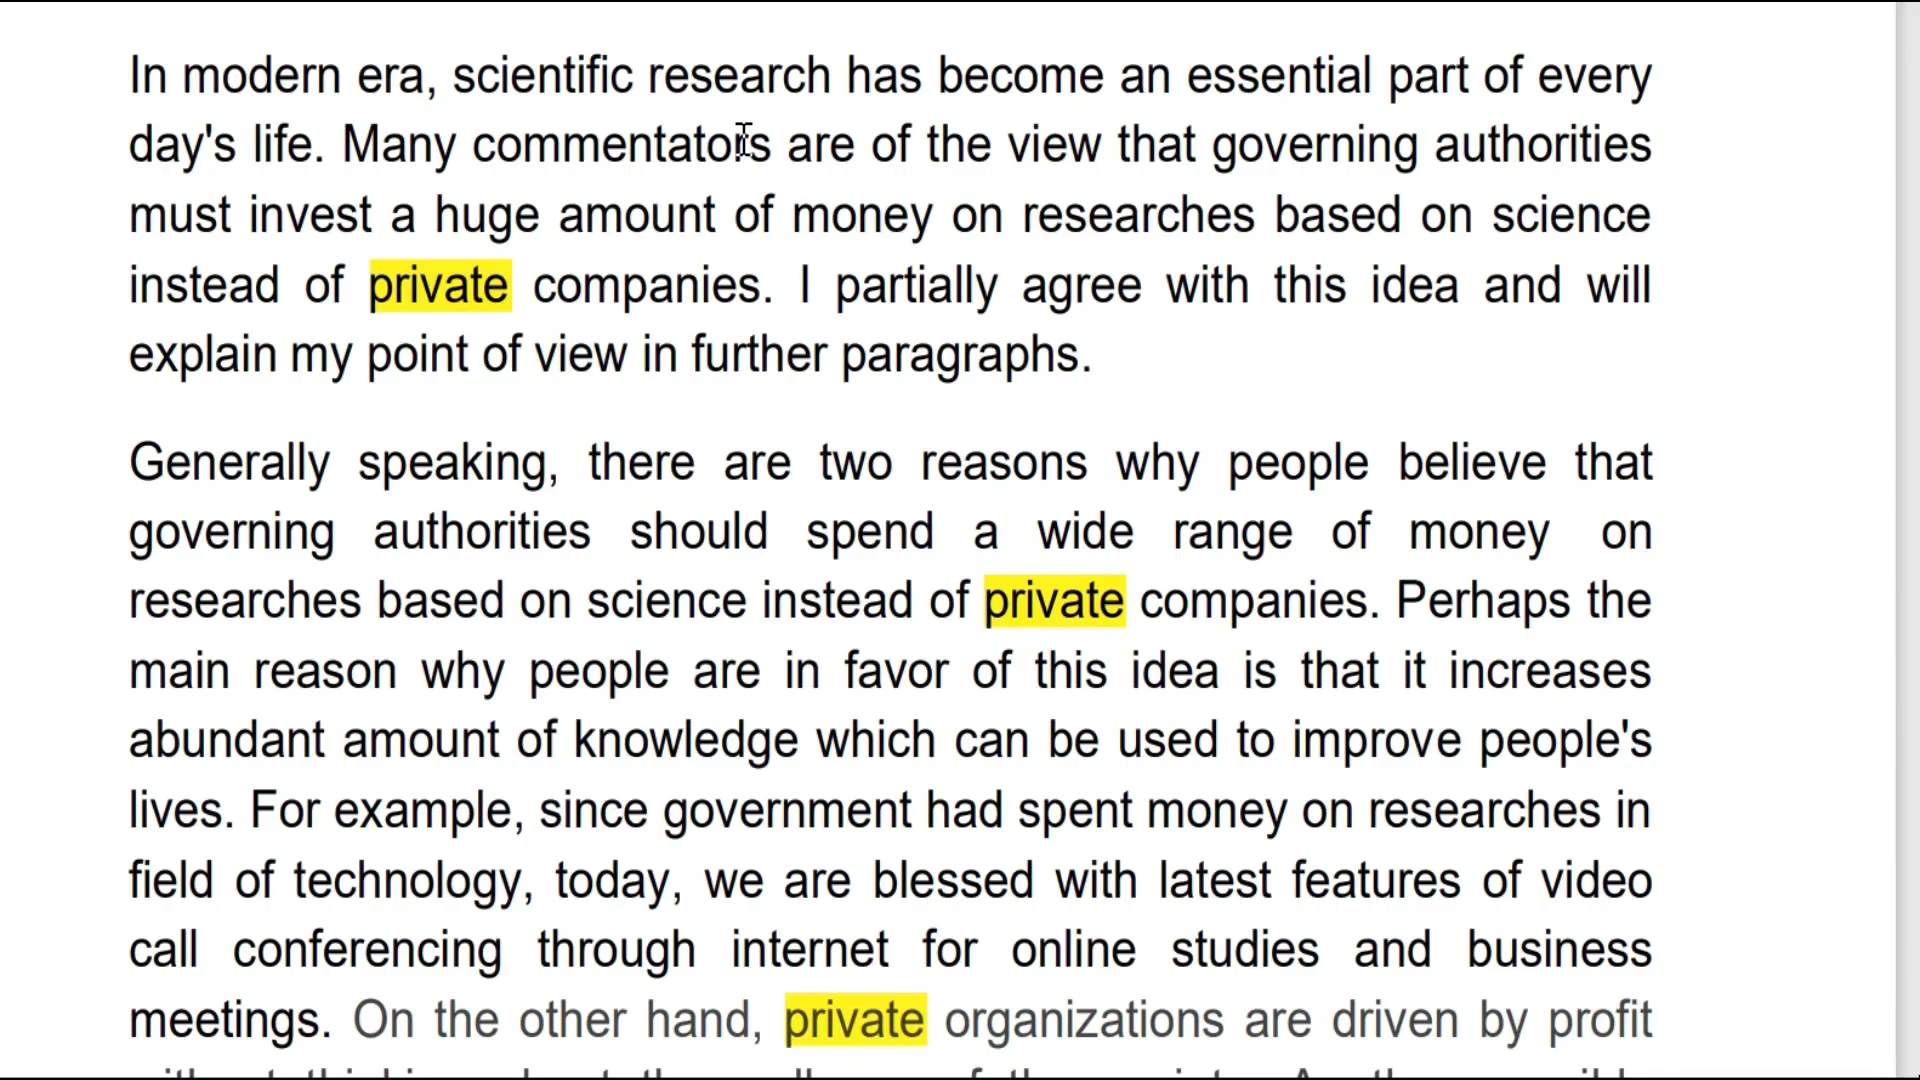 In modern era, scientific research has become an essential part of every
day's life. Many commentators are of the view that governing authorities
must invest a huge amount of money on researches based on science
instead of private companies. I partially agree with this idea and will
explain my point of view in further paragraphs.
Generally speaking, there are two reasons why people believe that
governing authorities should spend a wide range of money on
researches based on science instead of private companies. Perhaps the
main reason why people are in favor of this idea is that it increases
abundant amount of knowledge which can be used to improve people's
lives. For example, since government had spent money on researches in
field of technology, today, we are blessed with latest features of video
call conferencing through internet for online studies and business
meetings. On the other hand, private organizations are driven by profit